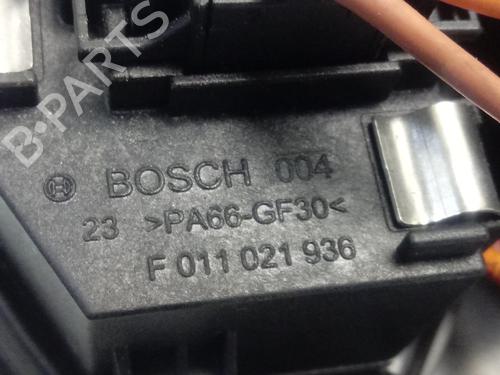 B-PARTS
BOSCH 004
23 >PA66-GF30<
F 011 021 936